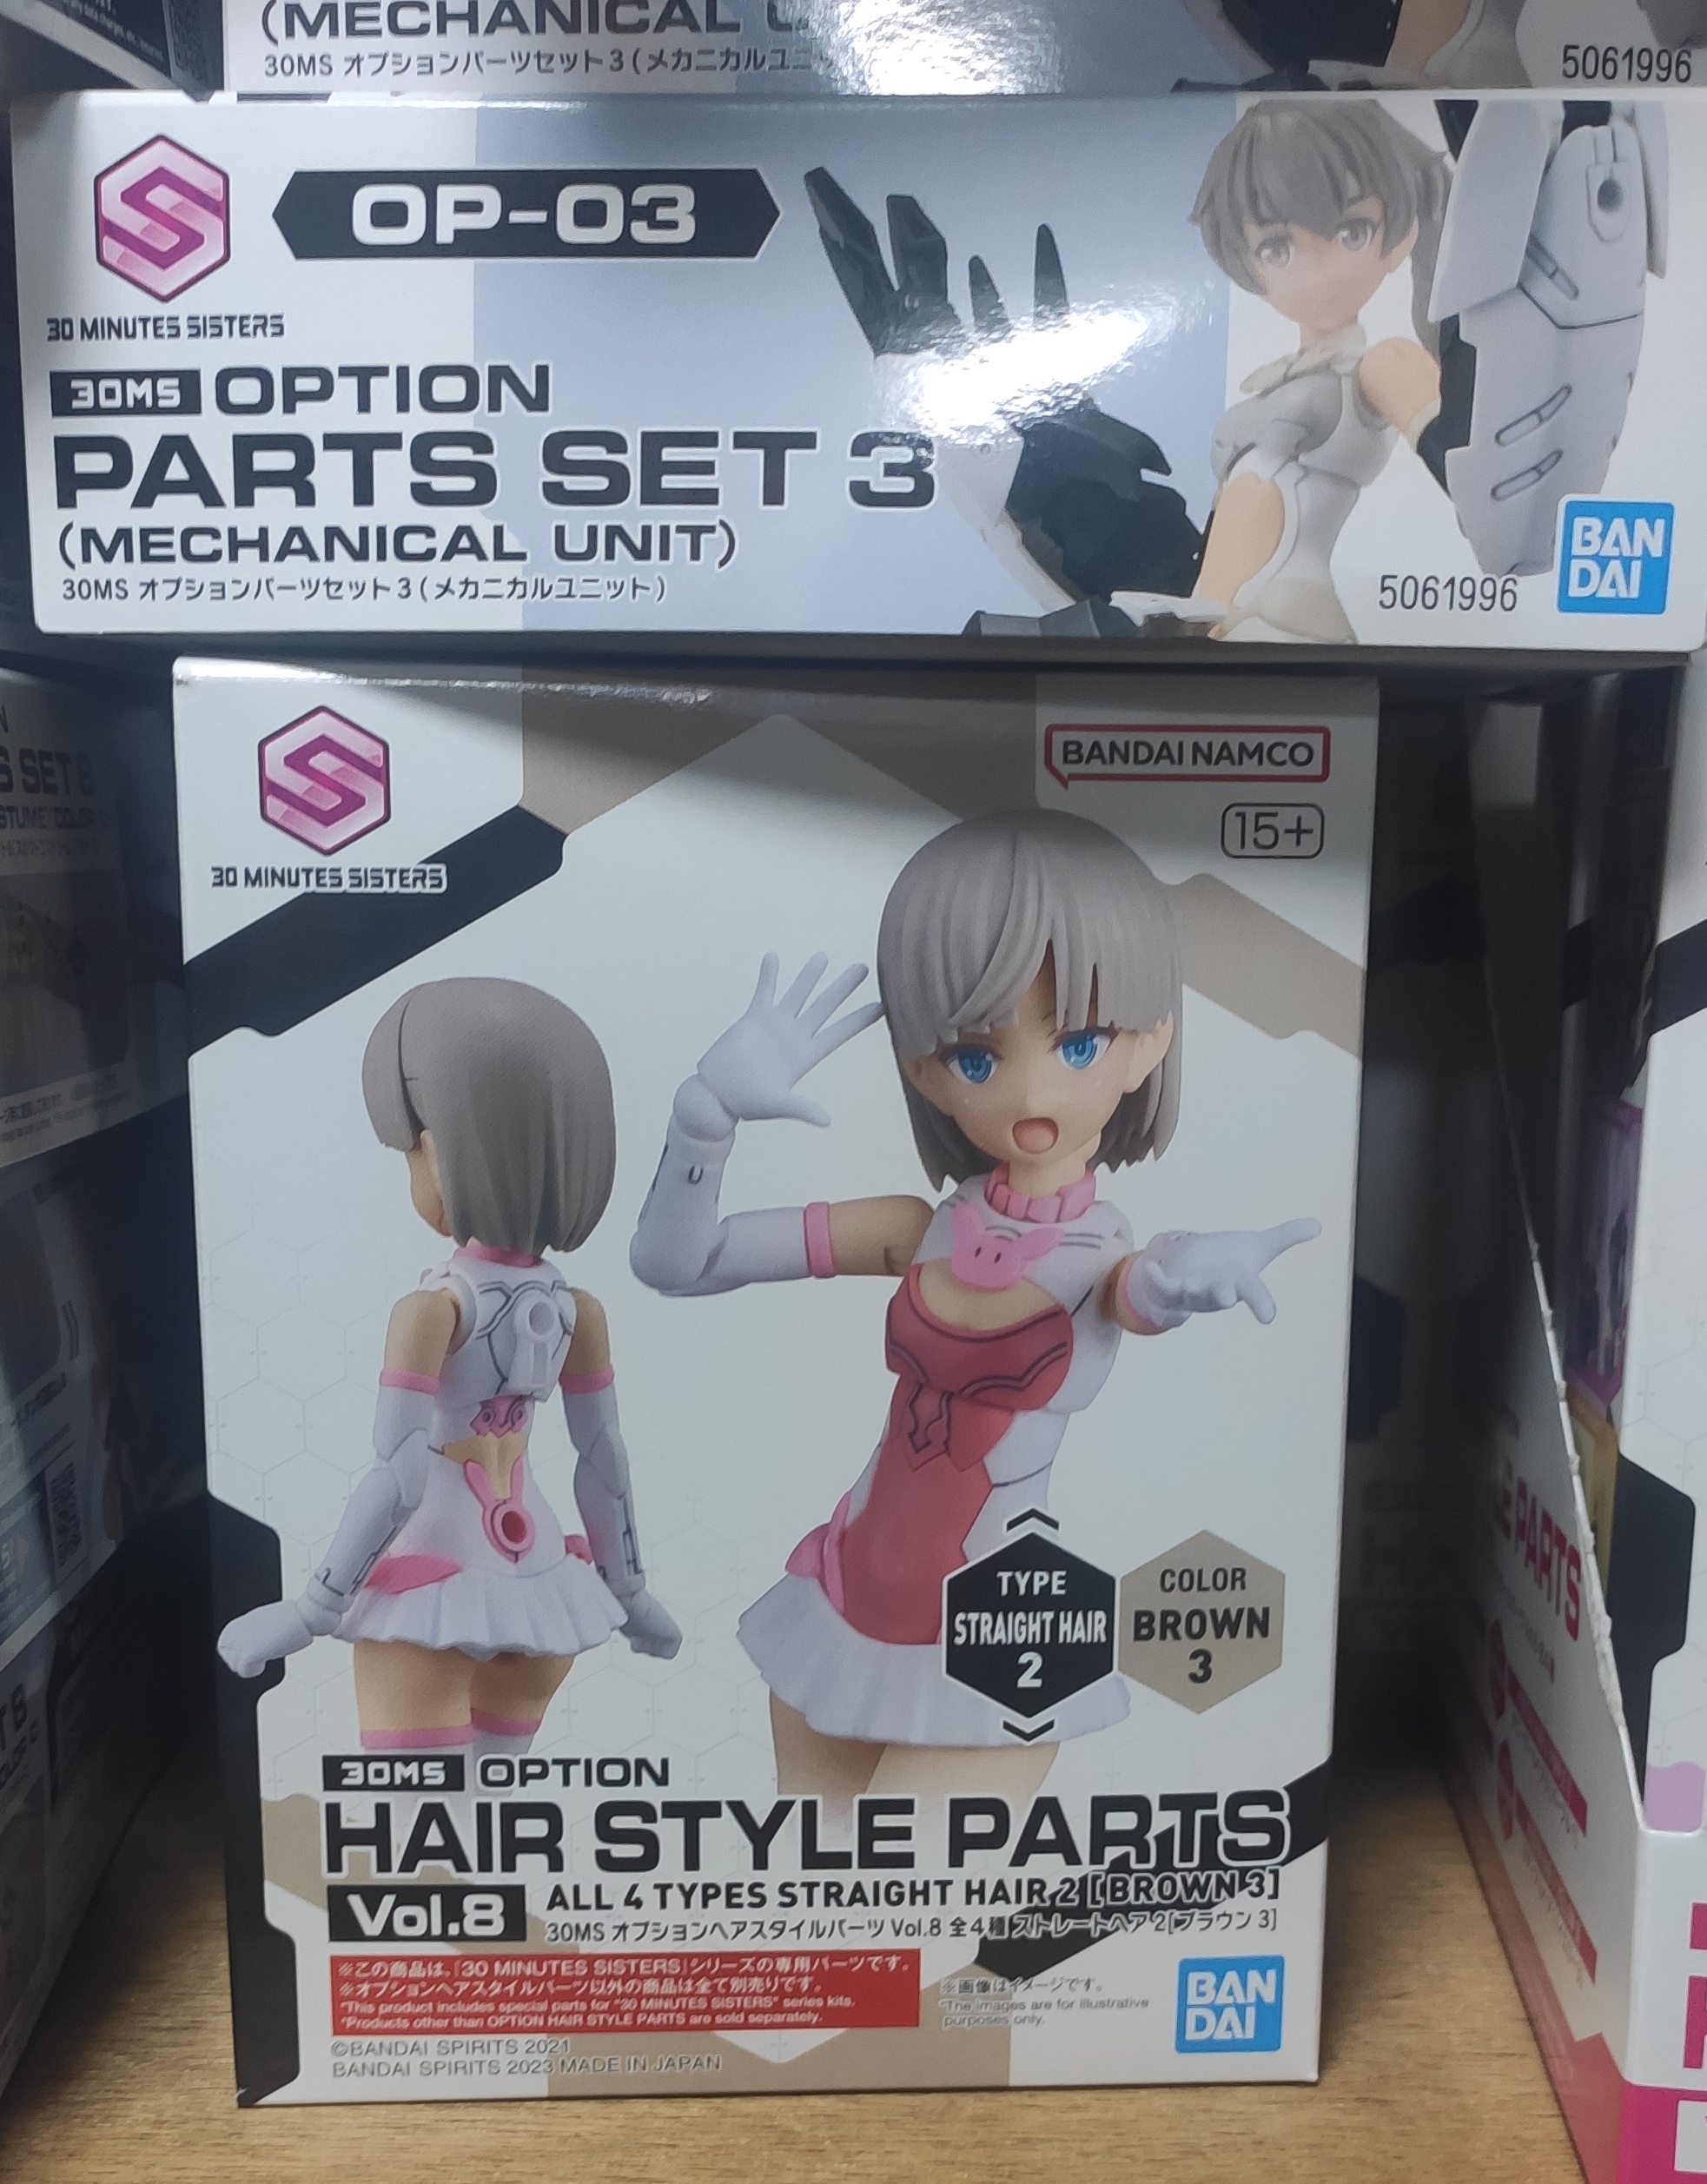 (MECHANICAL
30MS オプションパーツセット3(メカニカルユニ
5061996
OP-03
30 MINUTES SISTERS
30MS OPTION
PARTS SET 3
(MECHANICAL UNIT)
30MS オプションパーツセット3(メカニカルユニット)
5061996
BAN
DAI
BANDAI NAMCO
15+
30 MINUTES SISTERS
TYPE
STRAIGHT HAIR
2
COLOR
BROWN
3
30MS OPTION
HAIR STYLE PARTS
Vol.8 ALL 4 TYPES STRAIGHT HAIR 2 [BROWN 3]
30MS オプションヘアスタイルパーツ Vol.8 全4種 ストレートヘア2[ブラウン3]
※この商品は、「30 MINUTES SISTERS」シリーズの専用パーツです。
※オプションヘアスタイルパーツ以外の商品は全て別売りです。
*This product includes special parts for "30 MINUTES SISTERS" series kits.
*Products other than OPTION HAIR STYLE PARTS are sold separately.
※画像はイメージです。
*The images are for illustrative
purposes only.
BAN
DAI
©BANDAI SPIRITS 2021
BANDAI SPIRITS 2023 MADE IN JAPAN
SET 8
PARTS